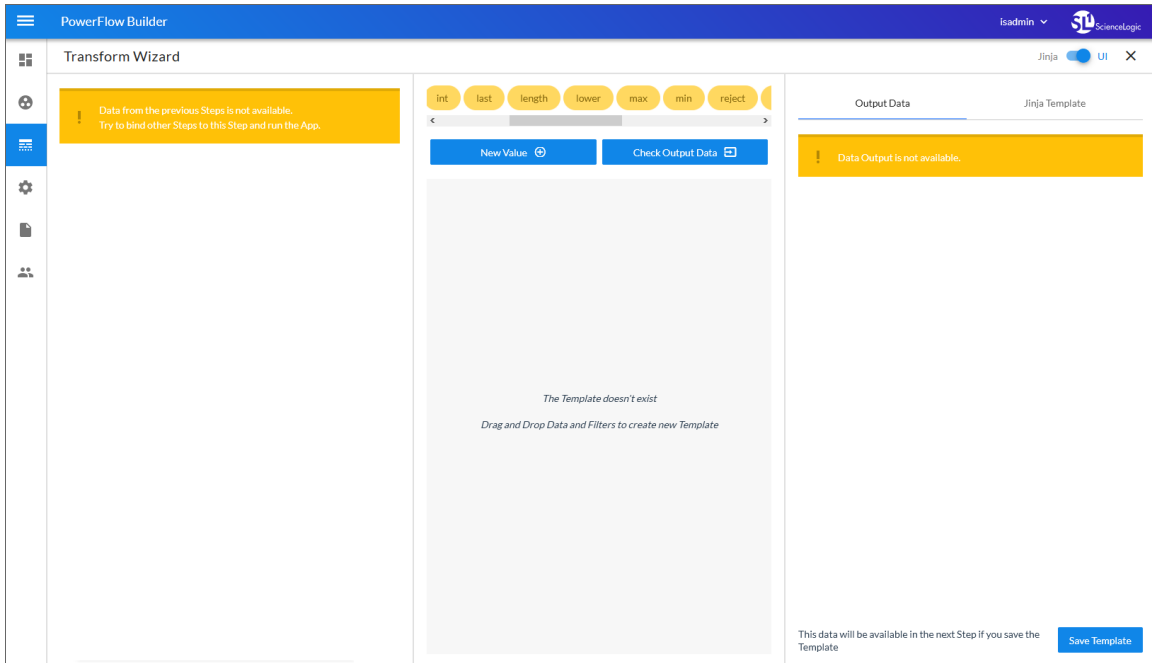 PowerFlow Builder
isadmin
SL1 ScienceLogic
Transform Wizard
Jinja UI
Data from the previous Steps is not available.
Try to bind other Steps to this Step and run the App.
int last length lower max min reject
New Value
Check Output Data
The Template doesn't exist
Drag and Drop Data and Filters to create new Template
Output Data
Jinja Template
Data Output is not available.
This data will be available in the next Step if you save the
Template
Save Template